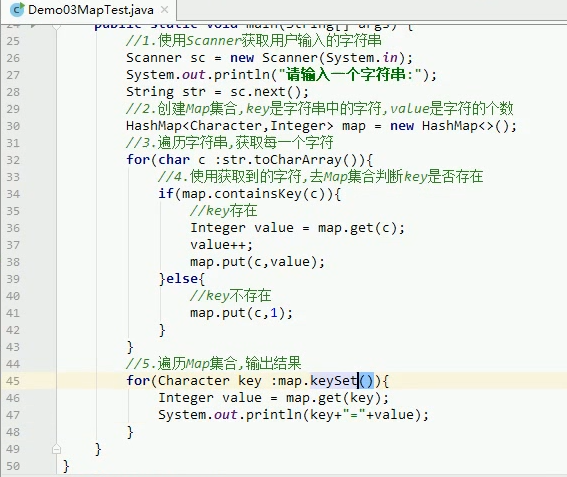 Demo03MapTest.java ×
24 public static void main(String[] args) {
25 //1.使用Scanner获取用户输入的字符串
26 Scanner sc = new Scanner(System.in);
27 System.out.println("请输入一个字符串:");
28 String str = sc.next();
29 //2.创建Map集合,key是字符串中的字符,value是字符的个数
30 HashMap<Character,Integer> map = new HashMap<>();
31 //3.遍历字符串,获取每一个字符
32 for(char c :str.toCharArray()){
33 //4.使用获取到的字符,去Map集合判断key是否存在
34 if(map.containsKey(c)){
35 //key存在
36 Integer value = map.get(c);
37 value++;
38 map.put(c,value);
39 }else{
40 //key不存在
41 map.put(c,1);
42 }
43 }
44 //5.遍历Map集合,输出结果
45 for(Character key :map.keySet()){
46 Integer value = map.get(key);
47 System.out.println(key+"="+value);
48 }
49 }
50 }